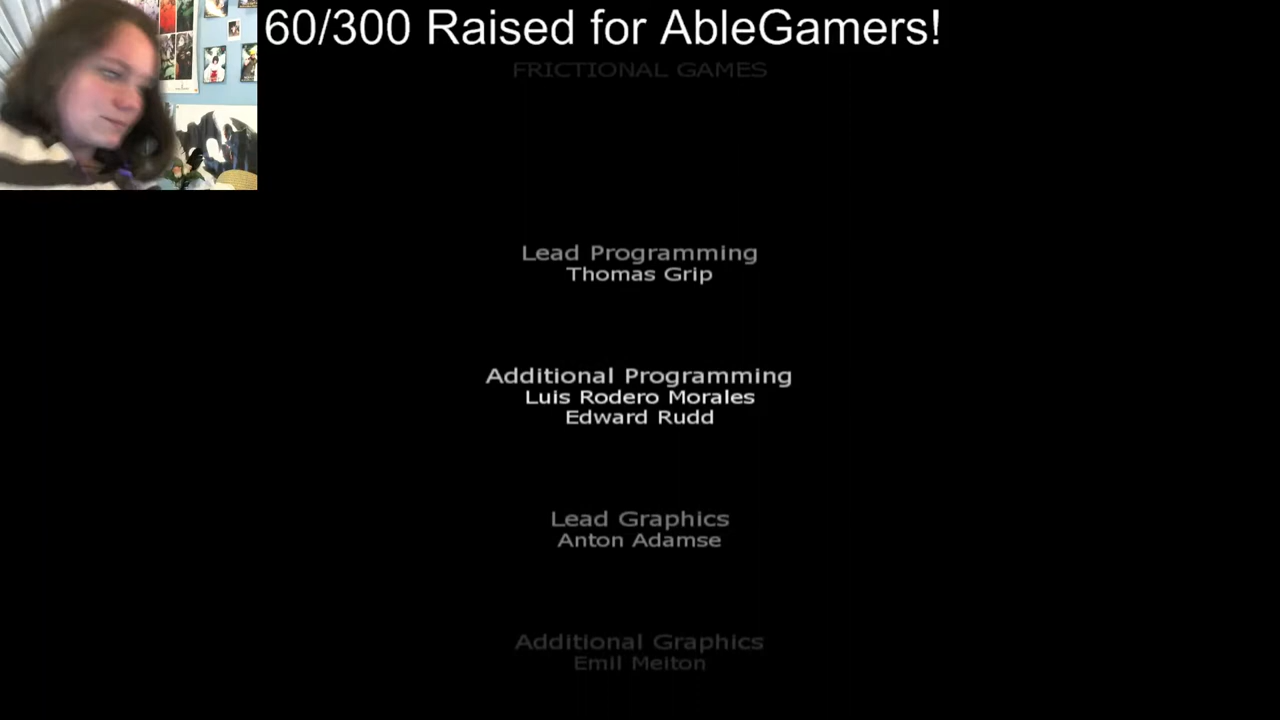 60/300 Raised for AbleGamers!
FRICTIONAL GAMES
Lead Programming
Thomas Grip
Additional Programming
Luis Rodero Morales
Edward Rudd
Lead Graphics
Anton Adamse
Additional Graphics
Emil Meiton